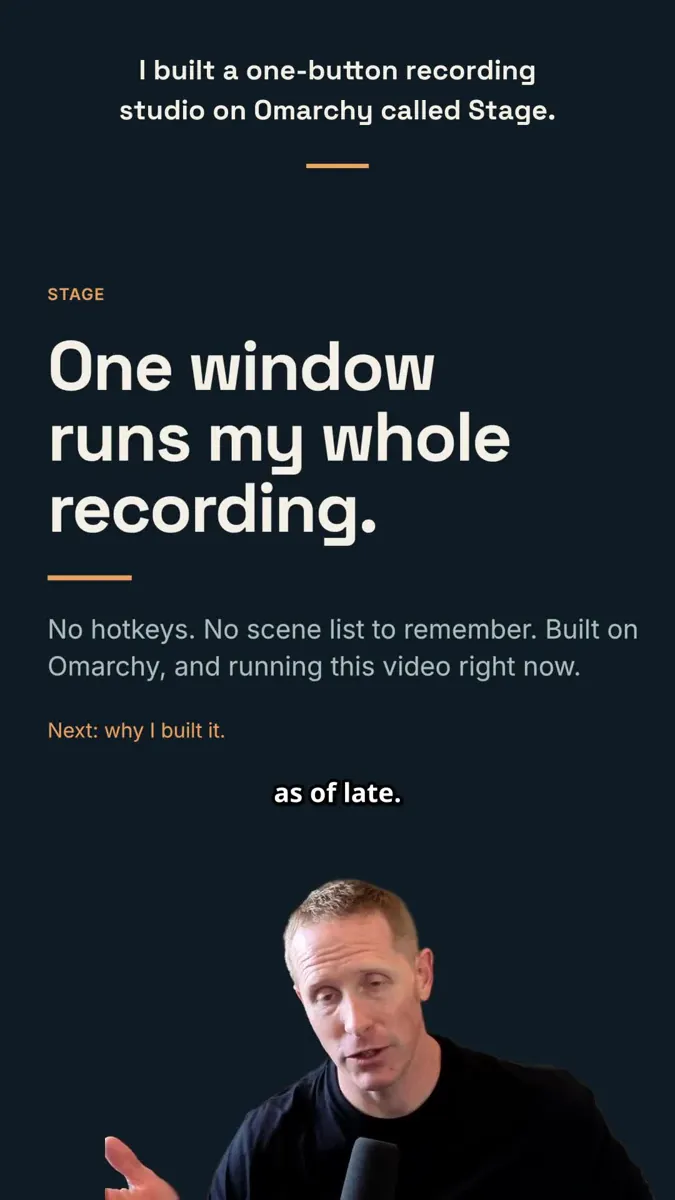 I built a one-button recording
studio on Omarchy called Stage.
STAGE
One window
runs my whole
recording.
No hotkeys. No scene list to remember. Built on
Omarchy, and running this video right now.
Next: why I built it.
as of late.